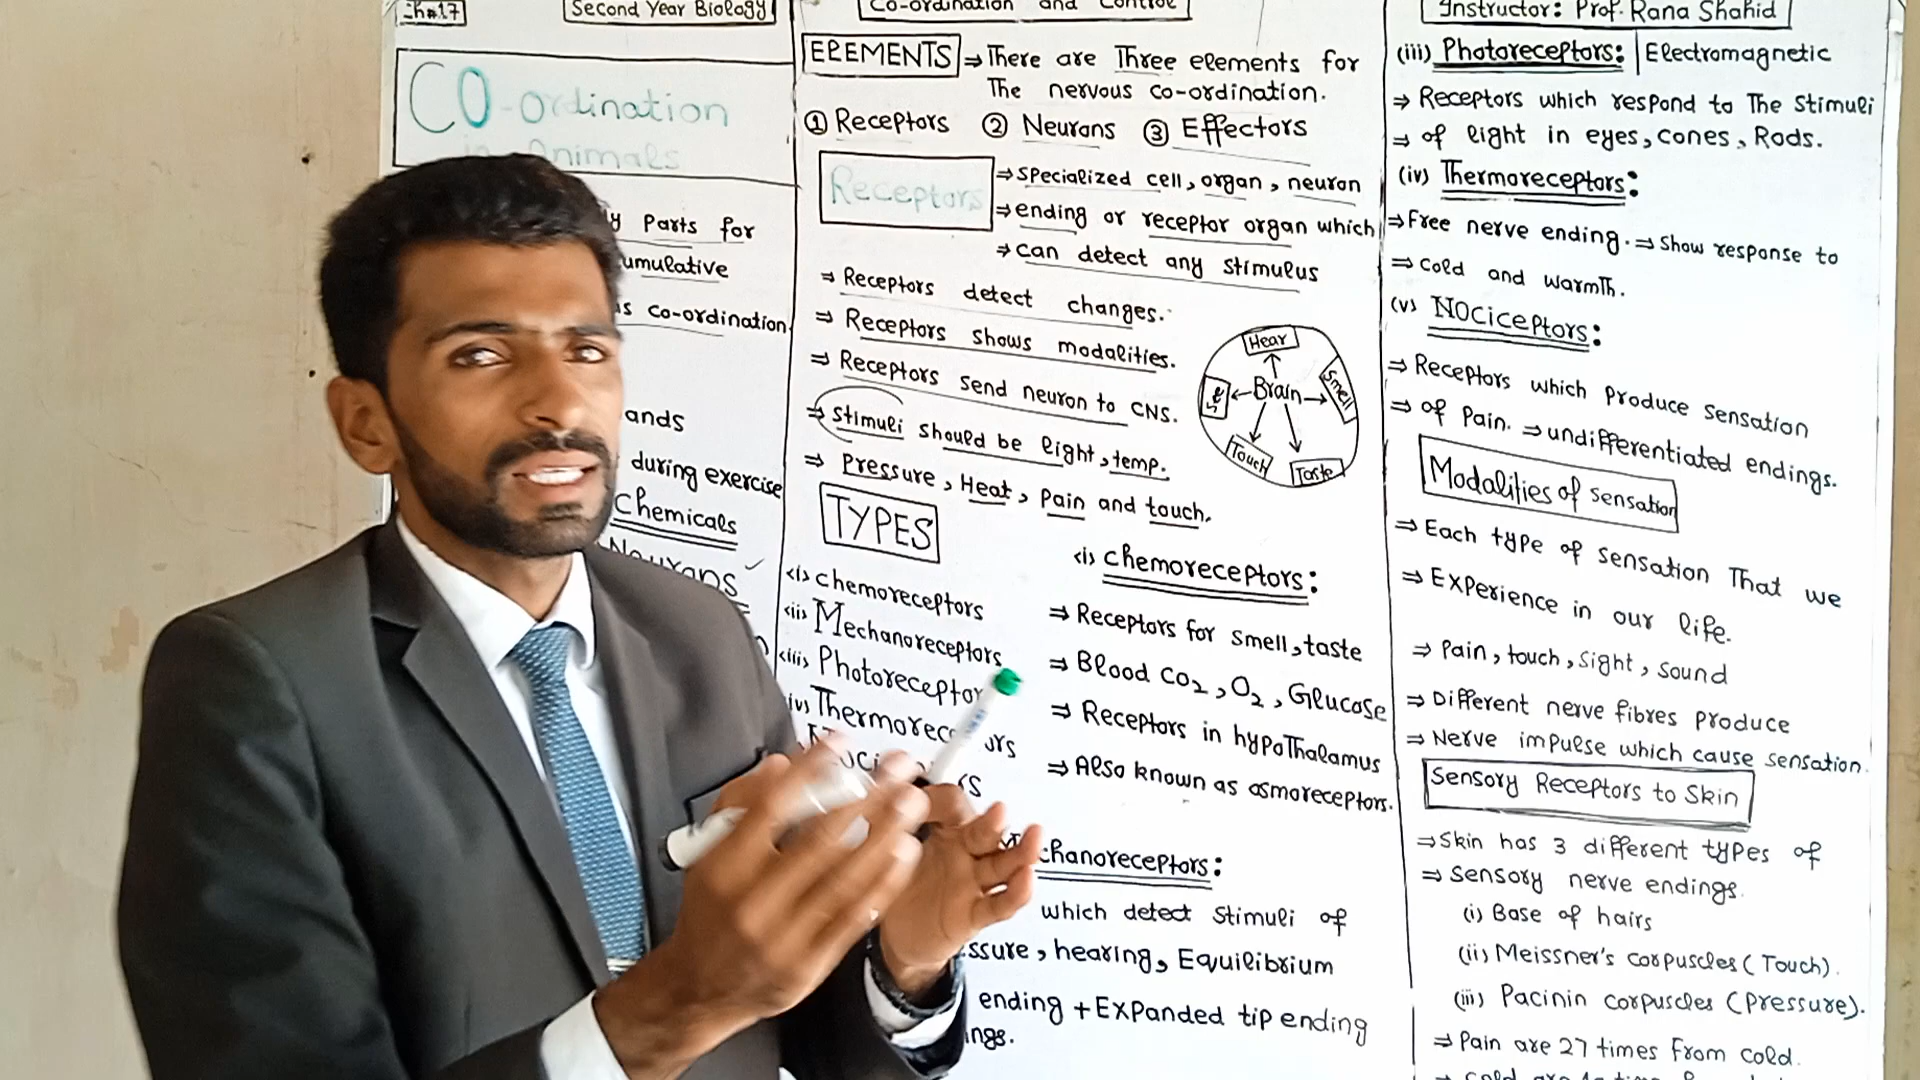 Ch#17
Second Year Biology
Co-ordination and Control
Instructor: Prof. Rana Shahid
CO-ordination
in Animals
Parts for
umulative
s co-ordination
ands
during exercise
Chemicals
Neurons
ELEMENTS ⇒ There are Three elements for
The nervous co-ordination.
① Receptors ② Neurons ③ Effectors
Receptors
⇒ specialized cell, organ, neuron
⇒ ending or receptor organ which
⇒ can detect any stimulus
⇒ Receptors detect changes.
⇒ Receptors shows modalities.
⇒ Receptors send neuron to CNS.
⇒ stimuli should be light, temp.
⇒ Pressure, Heat, Pain and touch.
Hear
Smell
Brain
Touch
Taste
TYPES
(i) chemoreceptors
(ii) Mechanoreceptors
(iii) Photoreceptor
(iv) Thermorec ors
(i) chemoreceptors:
⇒ Receptors for smell, taste
⇒ Blood CO2, O2, Glucose
⇒ Receptors in hypothalamus
⇒ Also known as osmoreceptors.
chanoreceptors:
which detect stimuli of
ssure, hearing, Equilibrium
ending + Expanded tip ending
ings.
(iii) Photoreceptors: | Electromagnetic
⇒ Receptors which respond to The stimuli
⇒ of light in eyes, cones, Rods.
(iv) Thermoreceptors:
⇒ Free nerve ending. ⇒ Show response to
⇒ cold and warmth.
(v) Nociceptors:
⇒ Receptors which produce sensation
⇒ of Pain. ⇒ undifferentiated endings.
Modalities of sensation
⇒ Each type of sensation That we
⇒ Experience in our life.
⇒ Pain, touch, sight, sound
⇒ Different nerve fibres produce
⇒ Nerve impulse which cause sensation.
Sensory Receptors to Skin
⇒ Skin has 3 different types of
⇒ Sensory nerve endings.
(i) Base of hairs
(ii) Meissner's corpuscles (Touch).
(iii) Pacinin corpuscles (Pressure).
⇒ Pain are 27 times from cold.